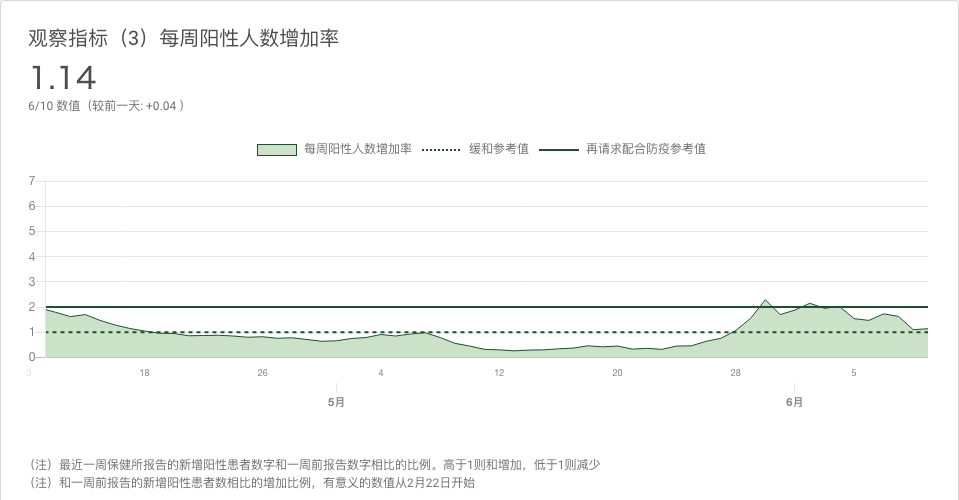 观察指标（3）每周阳性人数增加率
1.14
6/10 数值（较前一天: +0.04 ）
每周阳性人数增加率 缓和参考值 再请求配合防疫参考值
7
6
5
4
3
2
1
0
0 18 26 4 12 20 28 5
5月 6月
（注）最近一周保健所报告的新增阳性患者数字和一周前报告数字相比的比例。高于1则和增加，低于1则减少
（注）和一周前报告的新增阳性患者数相比的增加比例，有意义的数值从2月22日开始